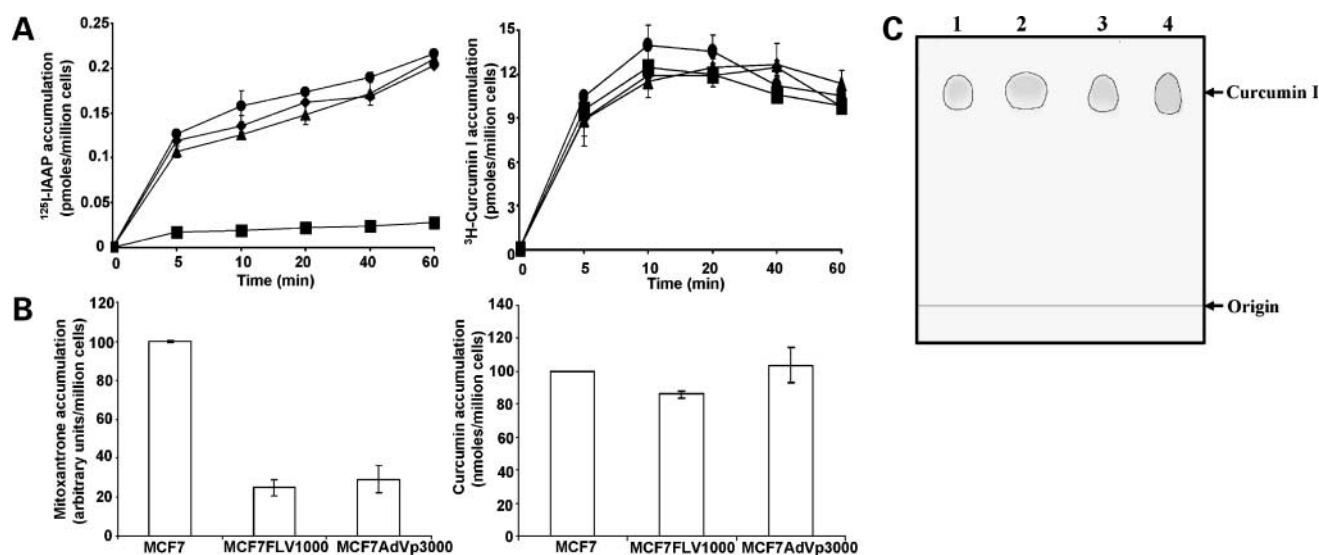 A
¹²⁵I-IAAP accumulation
(pmoles/million cells)
0.25
0.2
0.15
0.1
0.05
0
0 5 10 20 40 60
Time (min)
³H-Curcumin I accumulation
(pmoles/million cells)
15
12
9
6
3
0
0 5 10 20 40 60
Time (min)
B
Mitoxantrone accumulation
(arbitrary units/million cells)
120
100
80
60
40
20
0
MCF7 MCF7FLV1000 MCF7AdVp3000
Curcumin accumulation
(nmoles/million cells)
140
120
100
80
60
40
20
0
MCF7 MCF7FLV1000 MCF7AdVp3000
C
1 2 3 4
Curcumin I
Origin